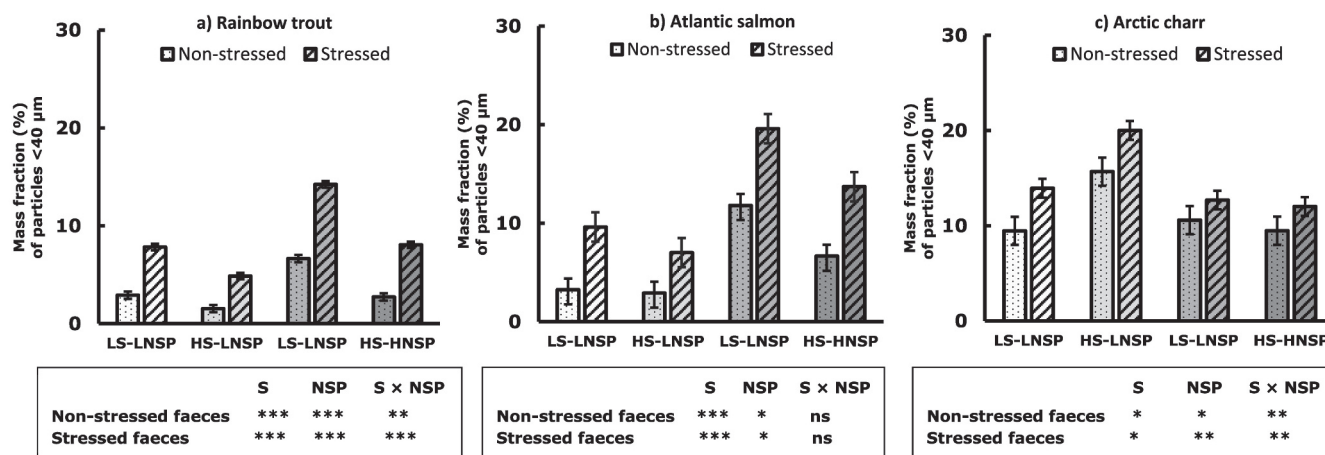 a) Rainbow trout
Non-stressed Stressed
Mass fraction (%)
of particles <40 µm
30
20
10
0
LS-LNSP HS-LNSP LS-LNSP HS-HNSP
S NSP S × NSP
Non-stressed faeces *** *** **
Stressed faeces *** *** ***
b) Atlantic salmon
Non-stressed Stressed
Mass fraction (%)
of particles <40 µm
30
20
10
0
LS-LNSP HS-LNSP LS-LNSP HS-HNSP
S NSP S × NSP
Non-stressed faeces *** * ns
Stressed faeces *** * ns
c) Arctic charr
Non-stressed Stressed
Mass fraction (%)
of particles <40 µm
30
20
10
0
LS-LNSP HS-LNSP LS-LNSP HS-HNSP
S NSP S × NSP
Non-stressed faeces * * **
Stressed faeces * ** **